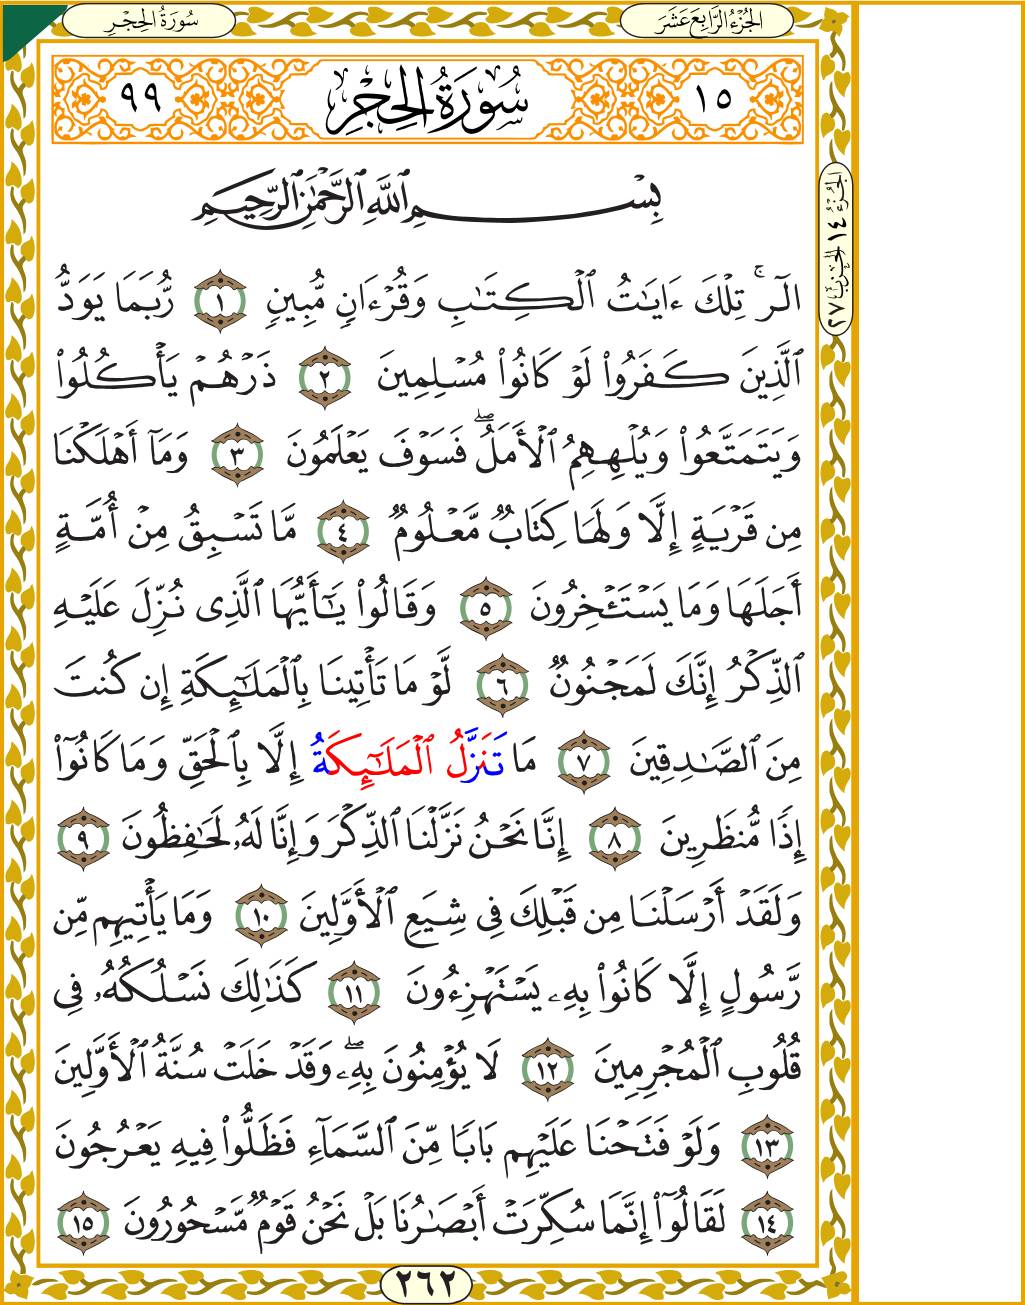 سُورَةُ الحِجْرِ
الجُزْءُ الرَّابِعَ عَشَرَ
٩٩ سُورَةُ الحِجْرِ ١٥
بِسْمِ ٱللَّهِ ٱلرَّحْمَٰنِ ٱلرَّحِيمِ
الٓرۚ تِلْكَ ءَايَٰتُ ٱلْكِتَٰبِ وَقُرْءَانٖ مُّبِينٖ ١ رُّبَمَا يَوَدُّ
ٱلَّذِينَ كَفَرُوا۟ لَوْ كَانُوا۟ مُسْلِمِينَ ٢ ذَرْهُمْ يَأْكُلُوا۟
وَيَتَمَتَّعُوا۟ وَيُلْهِهِمُ ٱلْأَمَلُۖ فَسَوْفَ يَعْلَمُونَ ٣ وَمَآ أَهْلَكْنَا
مِن قَرْيَةٍ إِلَّا وَلَهَا كِتَابٌ مَّعْلُومٌ ٤ مَّا تَسْبِقُ مِنْ أُمَّةٍ
أَجَلَهَا وَمَا يَسْتَـْٔخِرُونَ ٥ وَقَالُوا۟ يَٰٓأَيُّهَا ٱلَّذِى نُزِّلَ عَلَيْهِ
ٱلذِّكْرُ إِنَّكَ لَمَجْنُونٌ ٦ لَّوْ مَا تَأْتِينَا بِٱلْمَلَٰٓئِكَةِ إِن كُنتَ
مِنَ ٱلصَّٰدِقِينَ ٧ مَا تَنَزَّلُ ٱلْمَلَٰٓئِكَةُ إِلَّا بِٱلْحَقِّ وَمَا كَانُوٓا۟
إِذًا مُّنظَرِينَ ٨ إِنَّا نَحْنُ نَزَّلْنَا ٱلذِّكْرَ وَإِنَّا لَهُۥ لَحَٰفِظُونَ ٩
وَلَقَدْ أَرْسَلْنَا مِن قَبْلِكَ فِى شِيَعِ ٱلْأَوَّلِينَ ١٠ وَمَا يَأْتِيهِم مِّن
رَّسُولٍ إِلَّا كَانُوا۟ بِهِۦ يَسْتَهْزِءُونَ ١١ كَذَٰلِكَ نَسْلُكُهُۥ فِى
قُلُوبِ ٱلْمُجْرِمِينَ ١٢ لَا يُؤْمِنُونَ بِهِۦۖ وَقَدْ خَلَتْ سُنَّةُ ٱلْأَوَّلِينَ
١٣ وَلَوْ فَتَحْنَا عَلَيْهِم بَابًا مِّنَ ٱلسَّمَآءِ فَظَلُّوا۟ فِيهِ يَعْرُجُونَ
١٤ لَقَالُوٓا۟ إِنَّمَا سُكِّرَتْ أَبْصَٰرُنَا بَلْ نَحْنُ قَوْمٌ مَّسْحُورُونَ ١٥
الجُزْءُ ١٤ الحِزْبُ ٢٧
٢٦٢